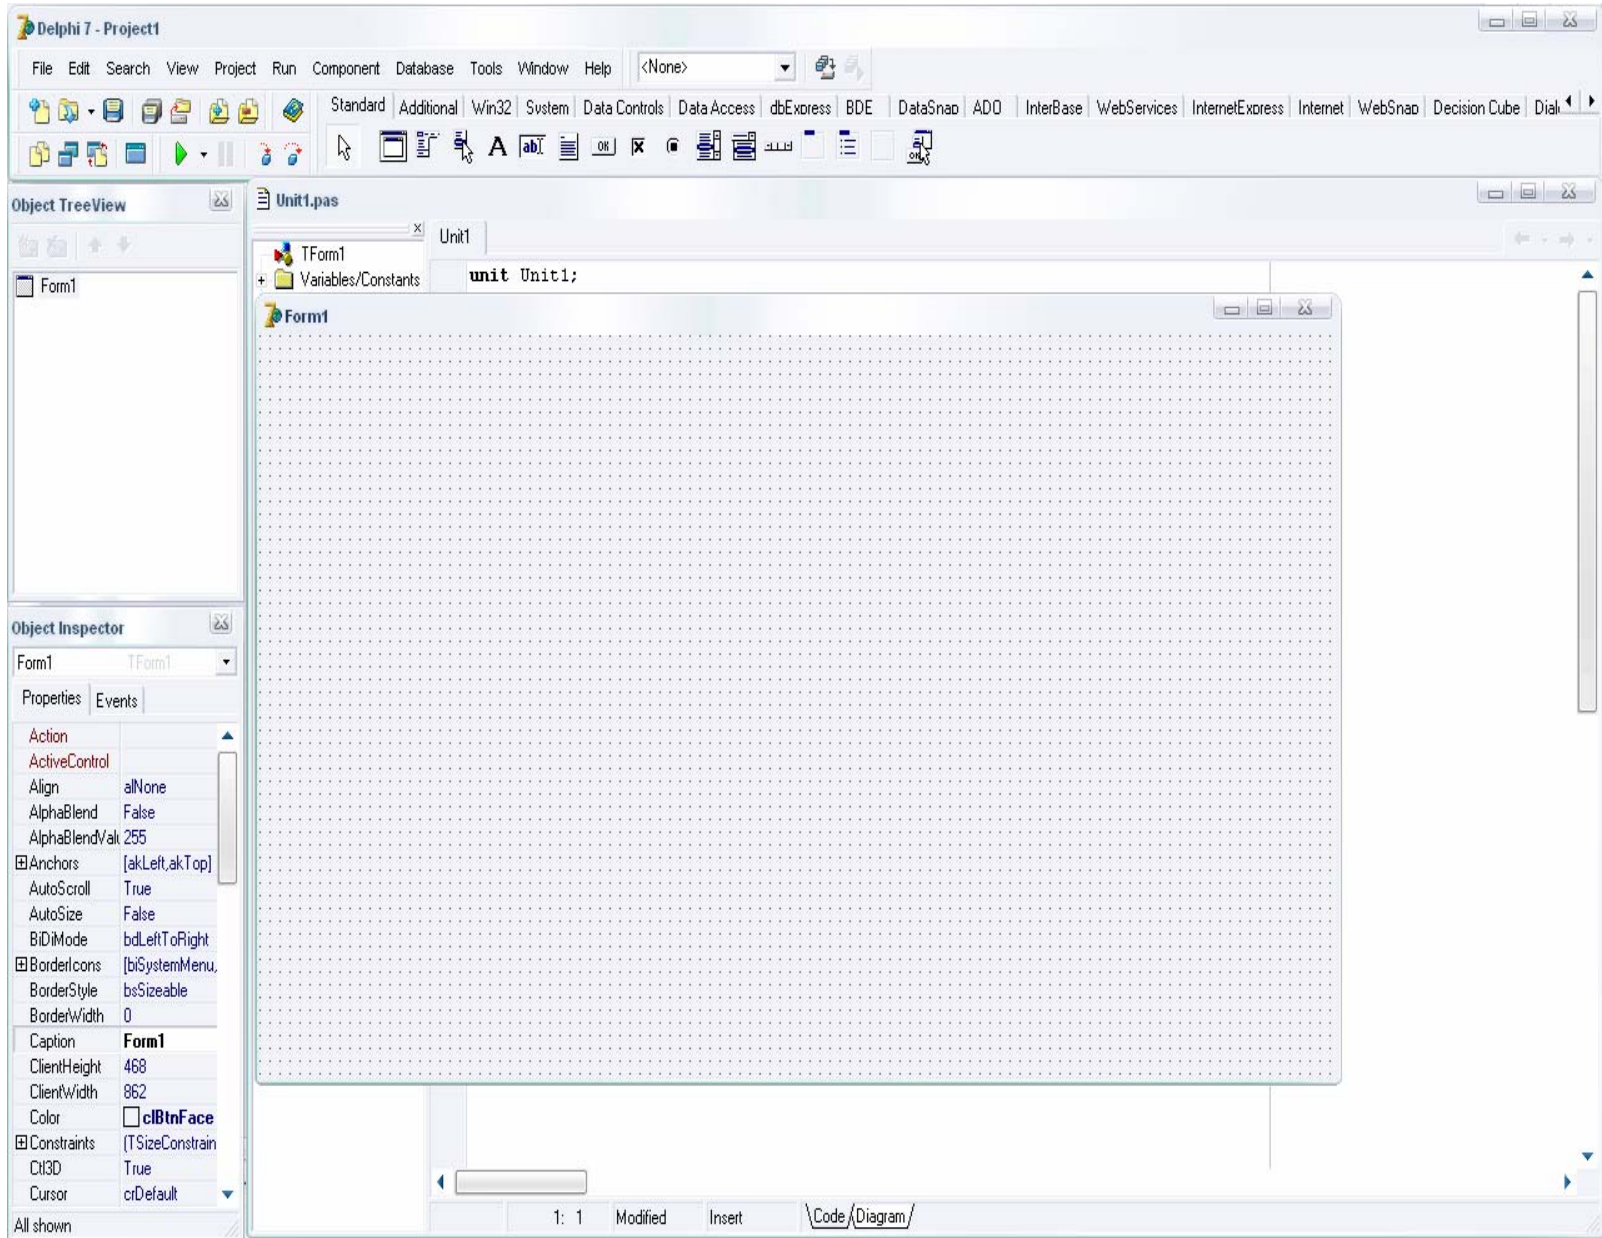 Delphi 7 - Project1
File Edit Search View Project Run Component Database Tools Window Help <None>
Standard Additional Win32 System Data Controls Data Access dbExpress BDE DataSnap ADO InterBase WebServices InternetExpress Internet WebSnap Decision Cube
A abI OK
Object TreeView
Form1
Unit1.pas
TForm1
Variables/Constants
Unit1
unit Unit1;
Form1
Object Inspector
Form1 TForm1
Properties Events
Action
ActiveControl
Align alNone
AlphaBlend False
AlphaBlendValu 255
Anchors [akLeft,akTop]
AutoScroll True
AutoSize False
BiDiMode bdLeftToRight
BorderIcons [biSystemMenu,
BorderStyle bsSizeable
BorderWidth 0
Caption Form1
ClientHeight 468
ClientWidth 862
Color clBtnFace
Constraints (TSizeConstrain
Ctl3D True
Cursor crDefault
All shown
1: 1 Modified Insert Code Diagram